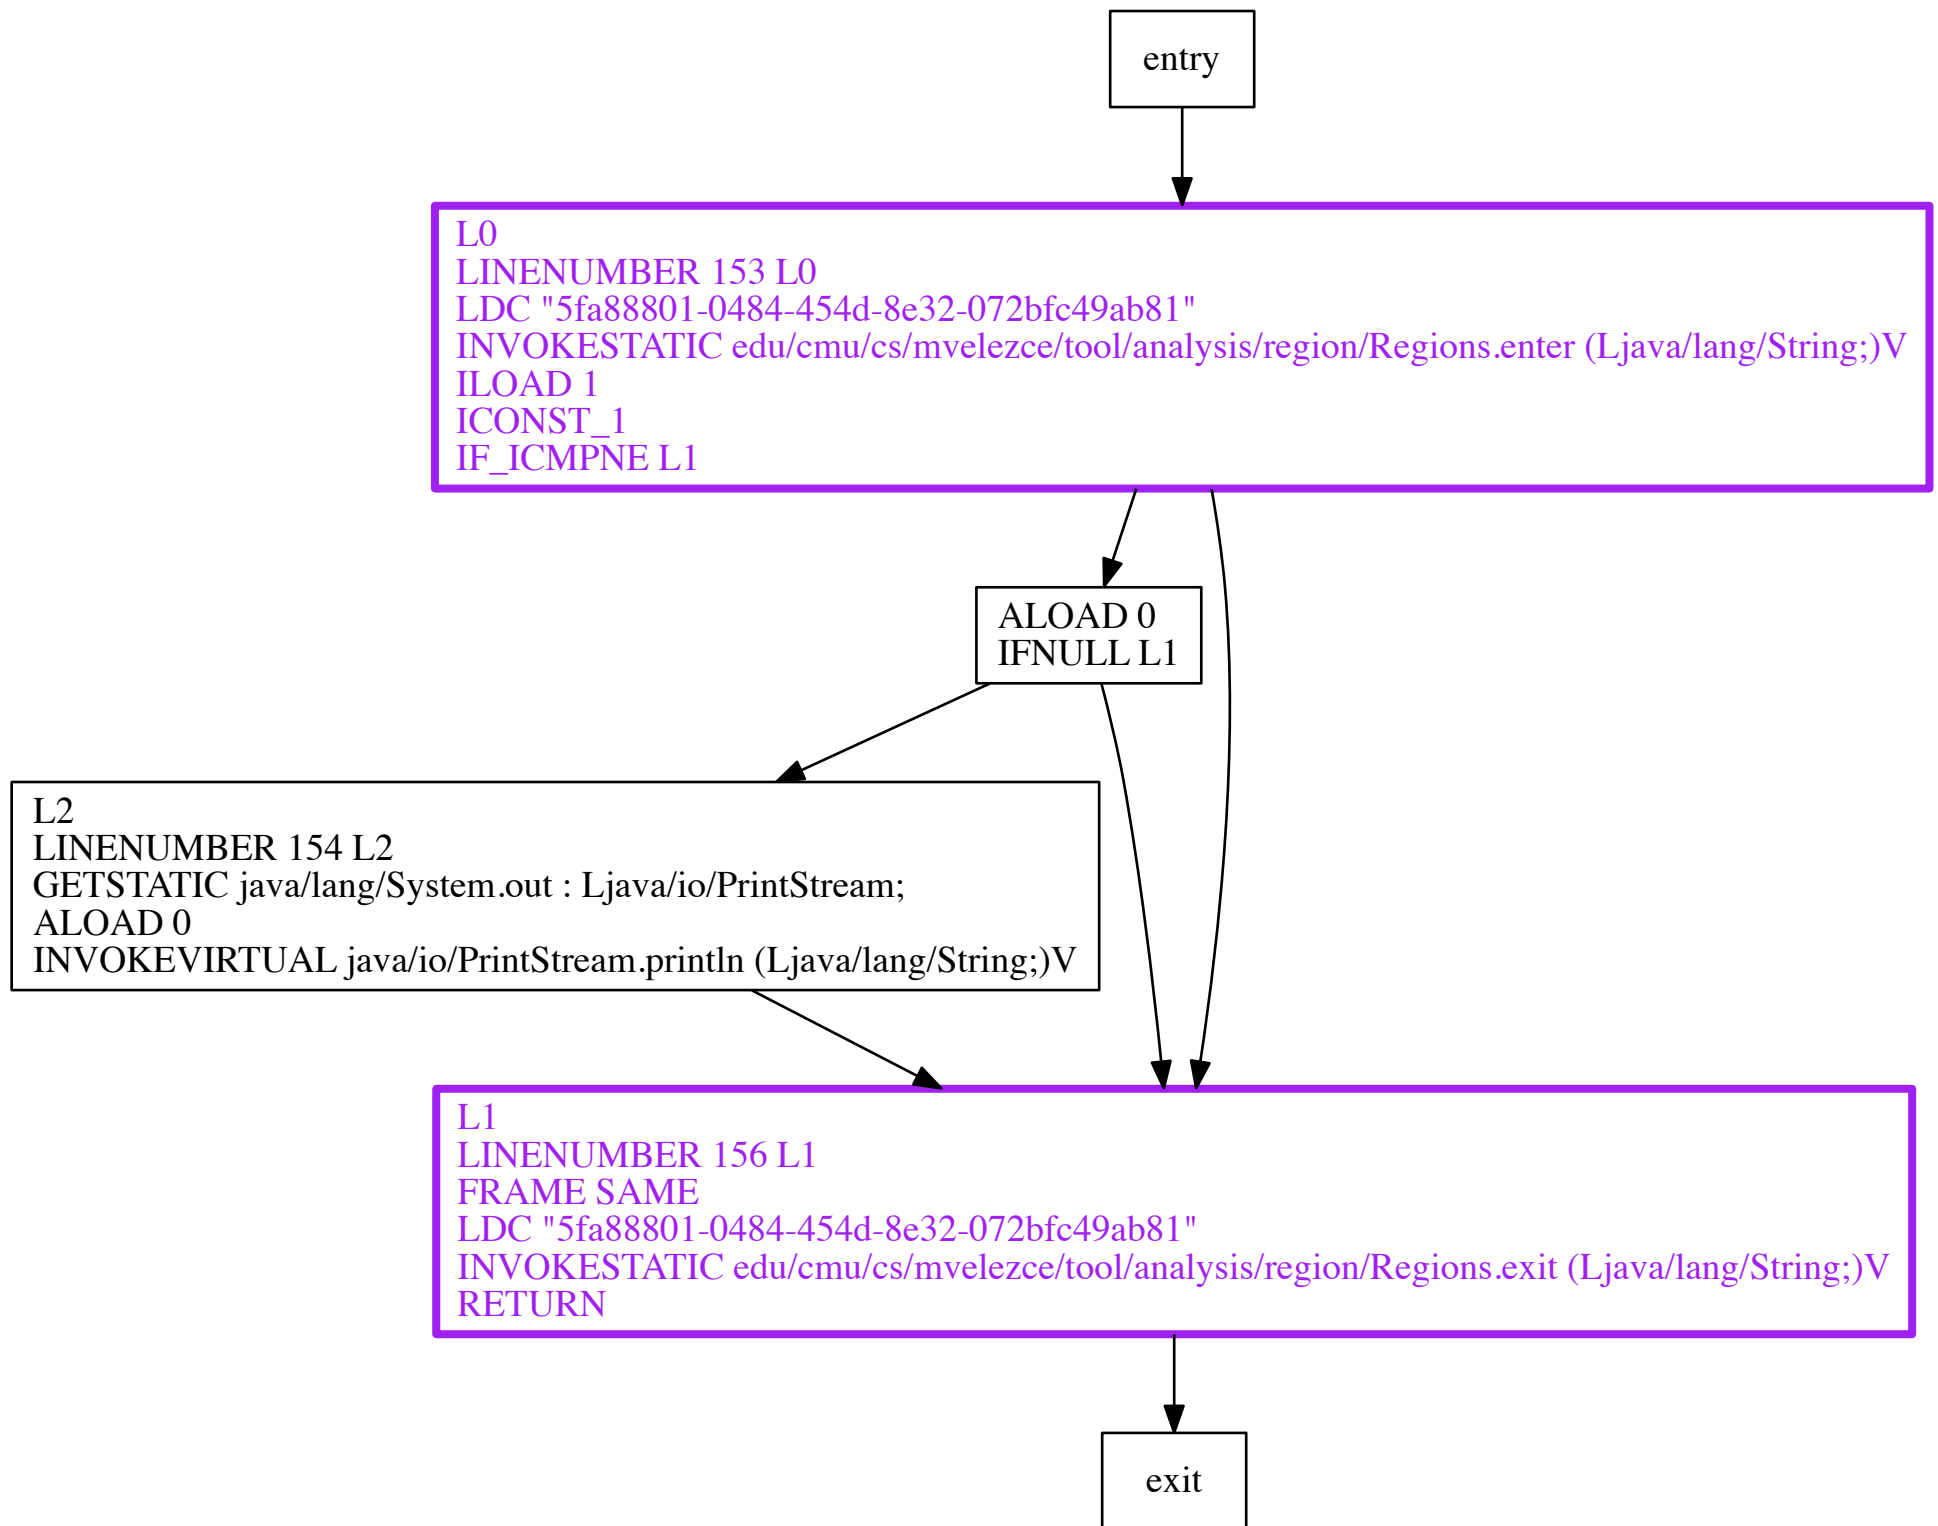 entry
L0
LINENUMBER 153 L0
LDC "5fa88801-0484-454d-8e32-072bfc49ab81"
INVOKESTATIC edu/cmu/cs/mvelezce/tool/analysis/region/Regions.enter (Ljava/lang/String;)V
ILOAD 1
ICONST_1
IF_ICMPNE L1
ALOAD 0
IFNULL L1
L2
LINENUMBER 154 L2
GETSTATIC java/lang/System.out : Ljava/io/PrintStream;
ALOAD 0
INVOKEVIRTUAL java/io/PrintStream.println (Ljava/lang/String;)V
L1
LINENUMBER 156 L1
FRAME SAME
LDC "5fa88801-0484-454d-8e32-072bfc49ab81"
INVOKESTATIC edu/cmu/cs/mvelezce/tool/analysis/region/Regions.exit (Ljava/lang/String;)V
RETURN
exit